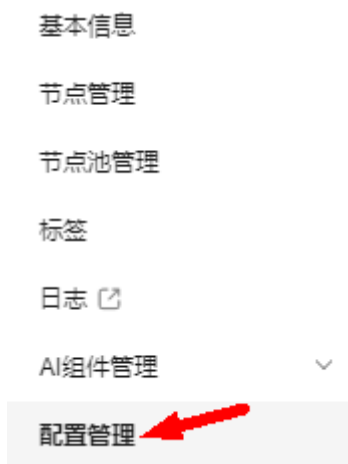 基本信息
节点管理
节点池管理
标签
日志
AI组件管理
配置管理